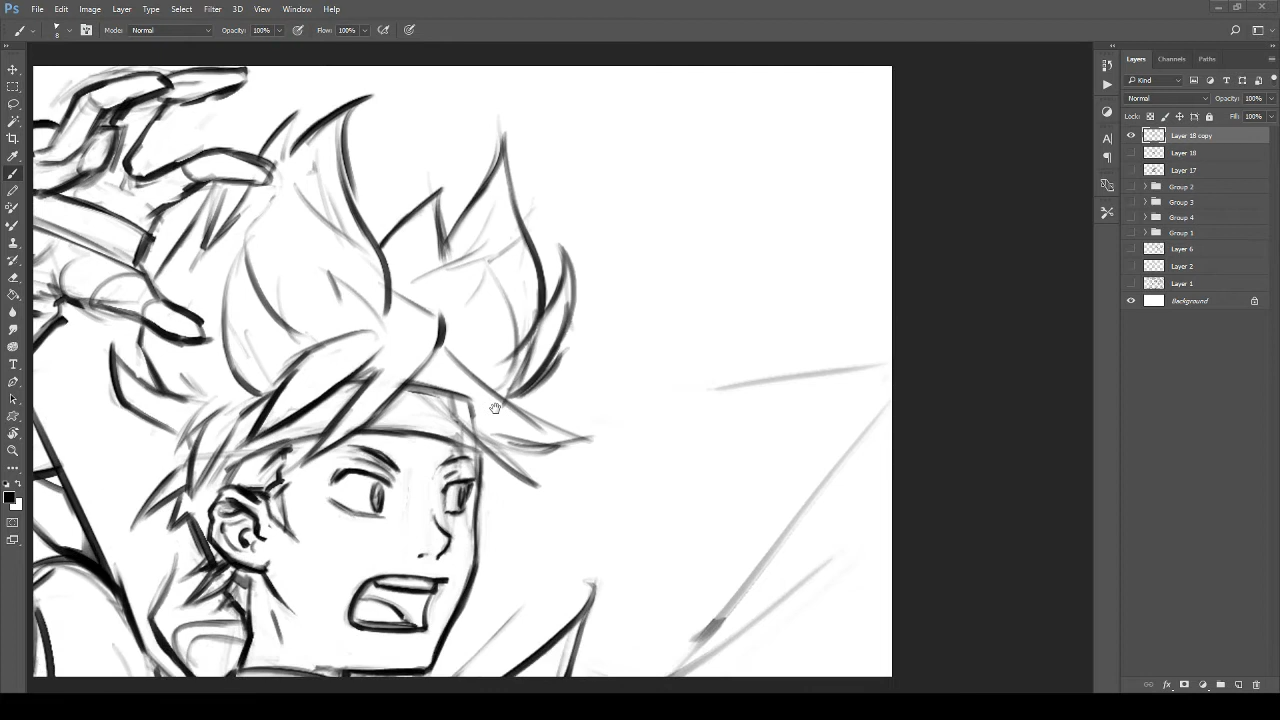 Ps File Edit Image Layer Type Select Filter 3D View Window Help
8 Mode: Normal Opacity: 100% Flow: 100%
Layers Channels Paths
Kind
Normal Opacity: 100%
Lock: Fill: 100%
Layer 18 copy
Layer 18
Layer 17
Group 2
Group 3
Group 4
Group 1
Layer 6
Layer 2
Layer 1
Background